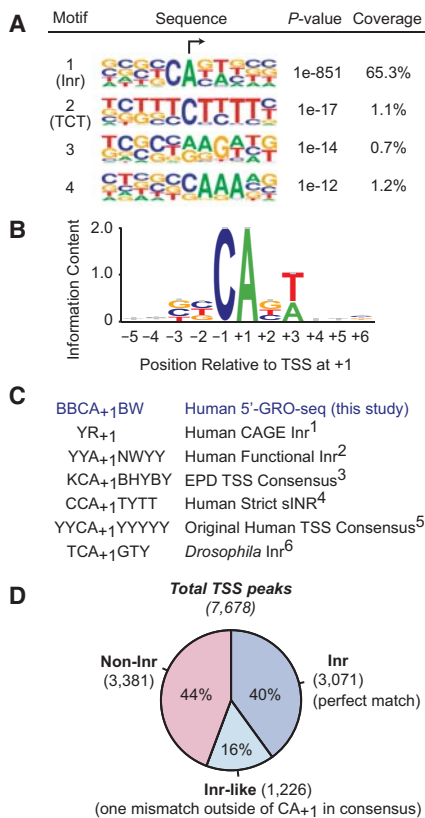 A Motif Sequence P-value Coverage
1 (Inr) 1e-851 65.3%
2 (TCT) 1e-17 1.1%
3 1e-14 0.7%
4 1e-12 1.2%
B
Information Content
2.0
1.0
0
CA T A
-5 -4 -3 -2 -1 +1 +2 +3 +4 +5 +6
Position Relative to TSS at +1
C
BBCA+1BW Human 5'-GRO-seq (this study)
YR+1 Human CAGE Inr1
YYA+1NWYY Human Functional Inr2
KCA+1BHYBY EPD TSS Consensus3
CCA+1TYTT Human Strict sINR4
YYCA+1YYYYY Original Human TSS Consensus5
TCA+1GTY Drosophila Inr6
D
Total TSS peaks
(7,678)
Non-Inr
(3,381)
44%
Inr
(3,071)
(perfect match)
40%
16%
Inr-like (1,226)
(one mismatch outside of CA+1 in consensus)